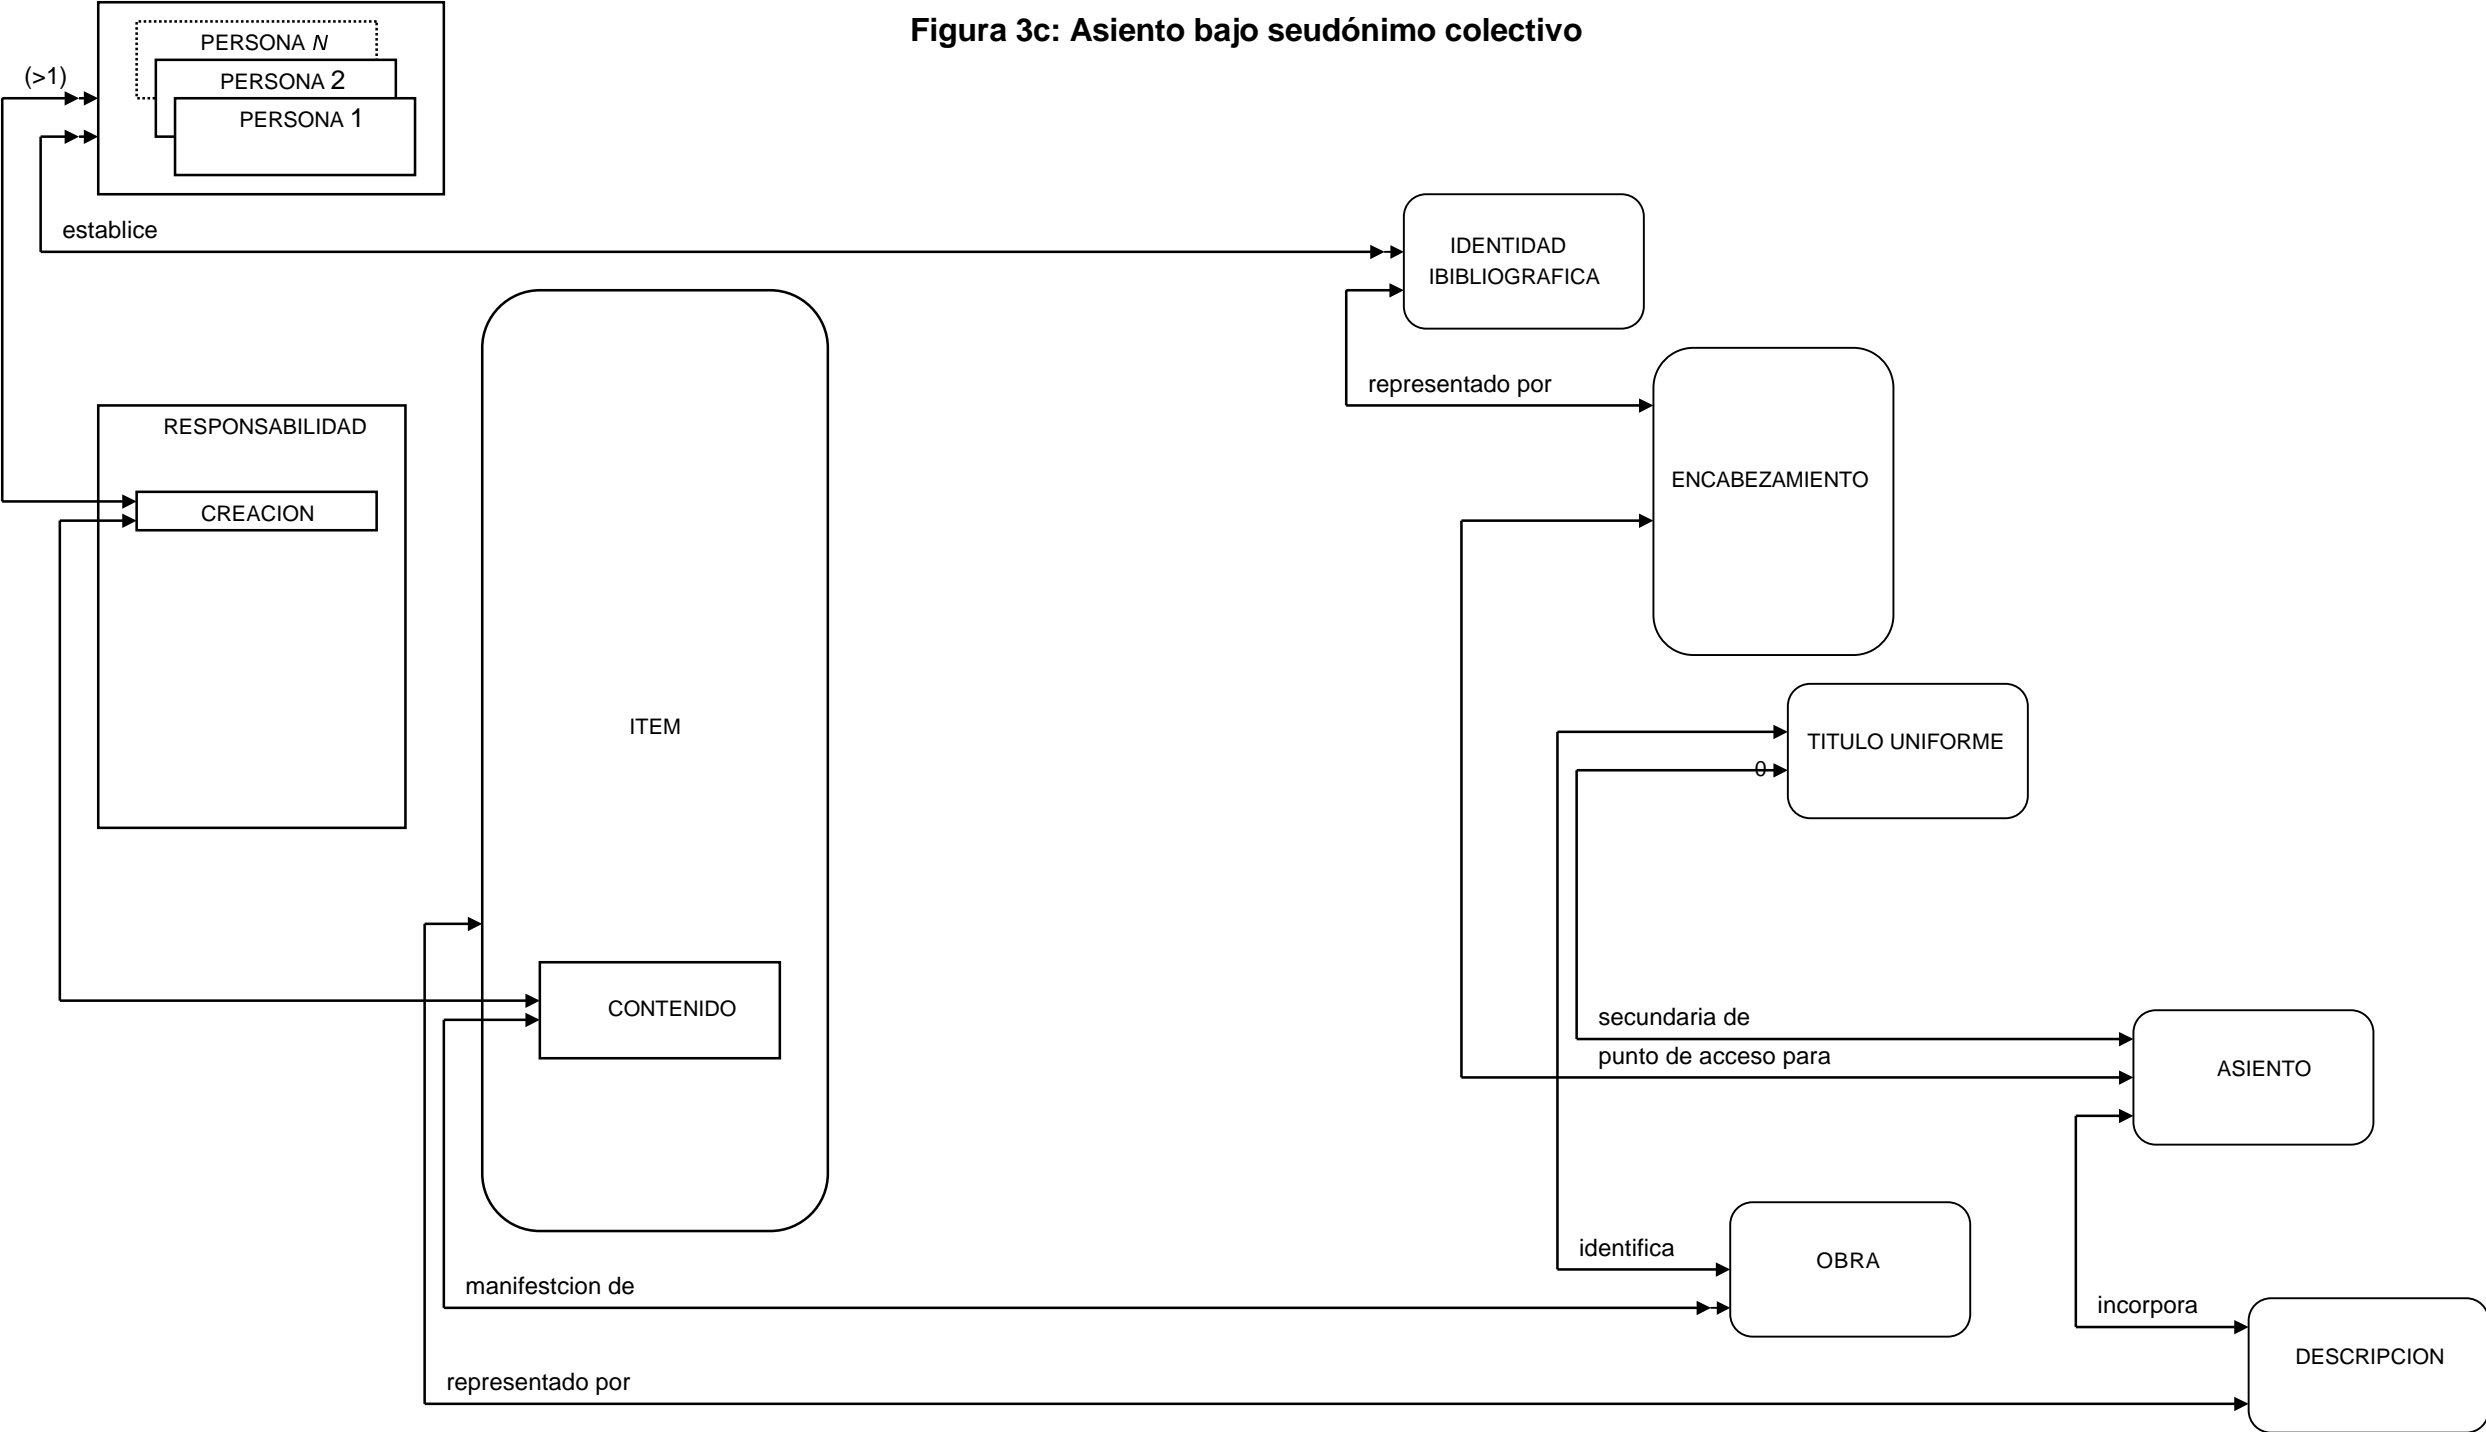 Figura 3c: Asiento bajo seudónimo colectivo
PERSONA N
(>1)
PERSONA 2
PERSONA 1
establice
IDENTIDAD
IBIBLIOGRAFICA
representado por
RESPONSABILIDAD
ENCABEZAMIENTO
CREACION
ITEM
TITULO UNIFORME
0
CONTENIDO
secundaria de
punto de acceso para
ASIENTO
identifica
OBRA
manifestcion de
incorpora
DESCRIPCION
representado por